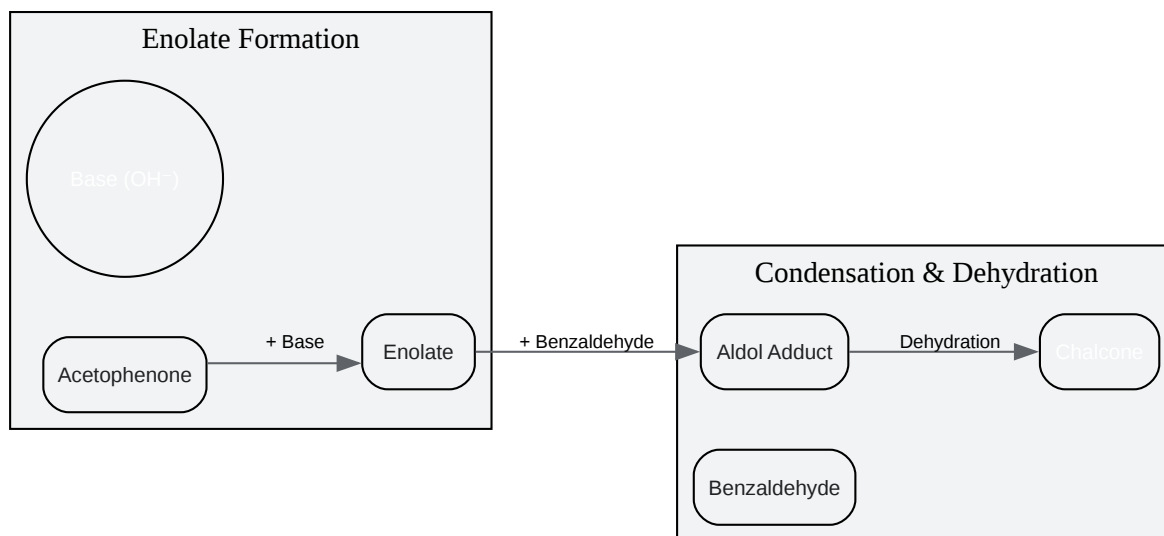 Enolate Formation
Base (OH⁻)
Acetophenone
+ Base
Enolate
+ Benzaldehyde
Condensation & Dehydration
Aldol Adduct
Dehydration
Chalcone
Benzaldehyde